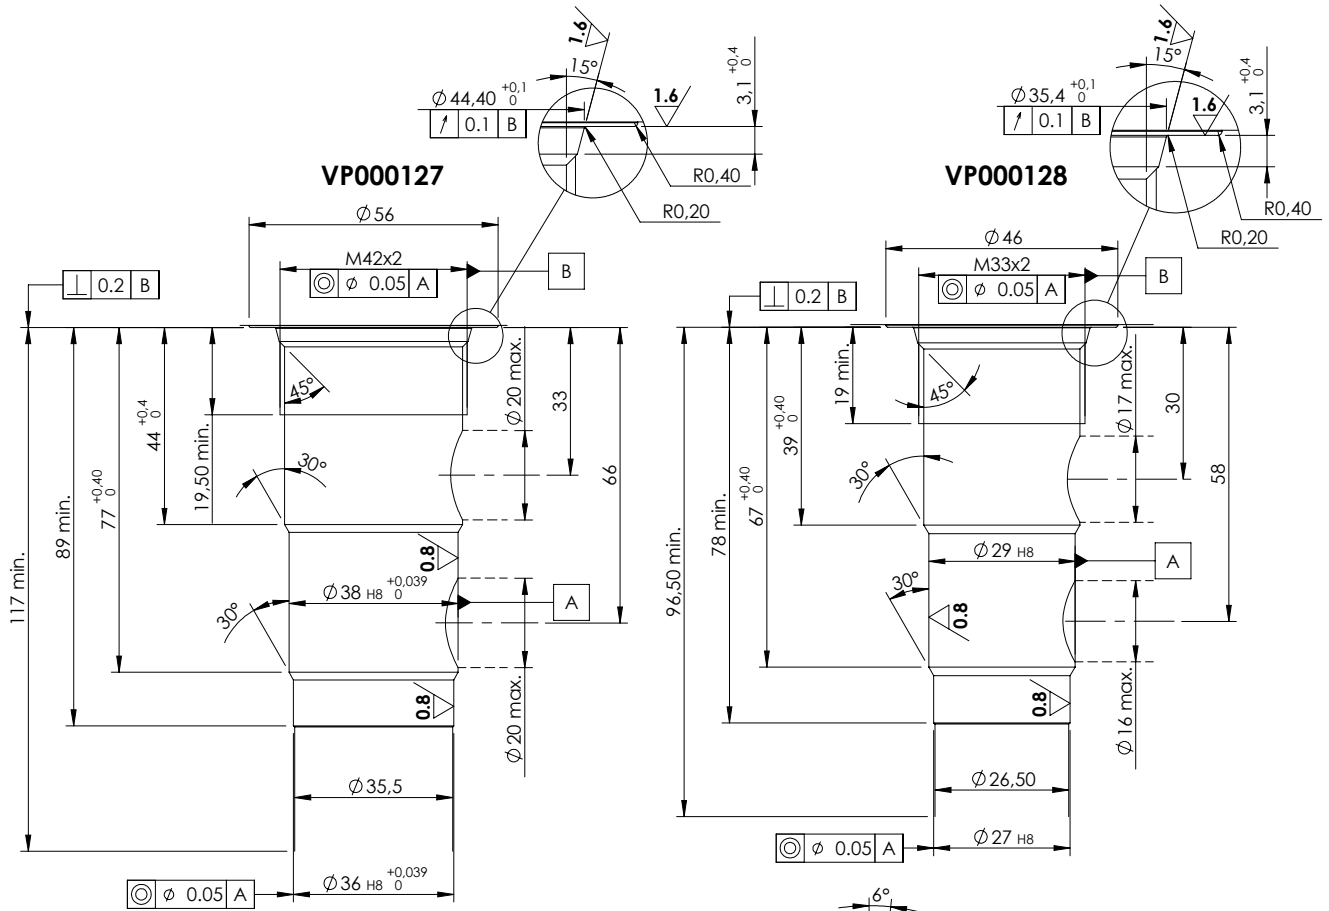 VP000127
1.6
15°
Ø 44,40 +0,1 0
0.1 B
1.6
3,1 +0,4 0
R0,40
R0,20
Ø 56
M42x2
Ø 0.05 A
B
⊥ 0.2 B
45°
19,50 min.
44 +0,4 0
77 +0,40 0
89 min.
117 min.
30°
30°
Ø 20 max.
33
66
0.8
Ø 38 H8 +0,039 0
A
0.8
Ø 20 max.
Ø 35,5
Ø 36 H8 +0,039 0
◎ Ø 0.05 A
VP000128
1.6
15°
Ø 35,4 +0,1 0
0.1 B
1.6
3,1 +0,4 0
R0,40
R0,20
Ø 46
M33x2
◎ Ø 0.05 A
B
⊥ 0.2 B
45°
19 min.
39 +0,40 0
67 +0,40 0
78 min.
96,50 min.
30°
30°
Ø 17 max.
30
58
Ø 29 H8
A
0.8
0.8
Ø 16 max.
Ø 26,50
Ø 27 H8
◎ Ø 0.05 A
6°